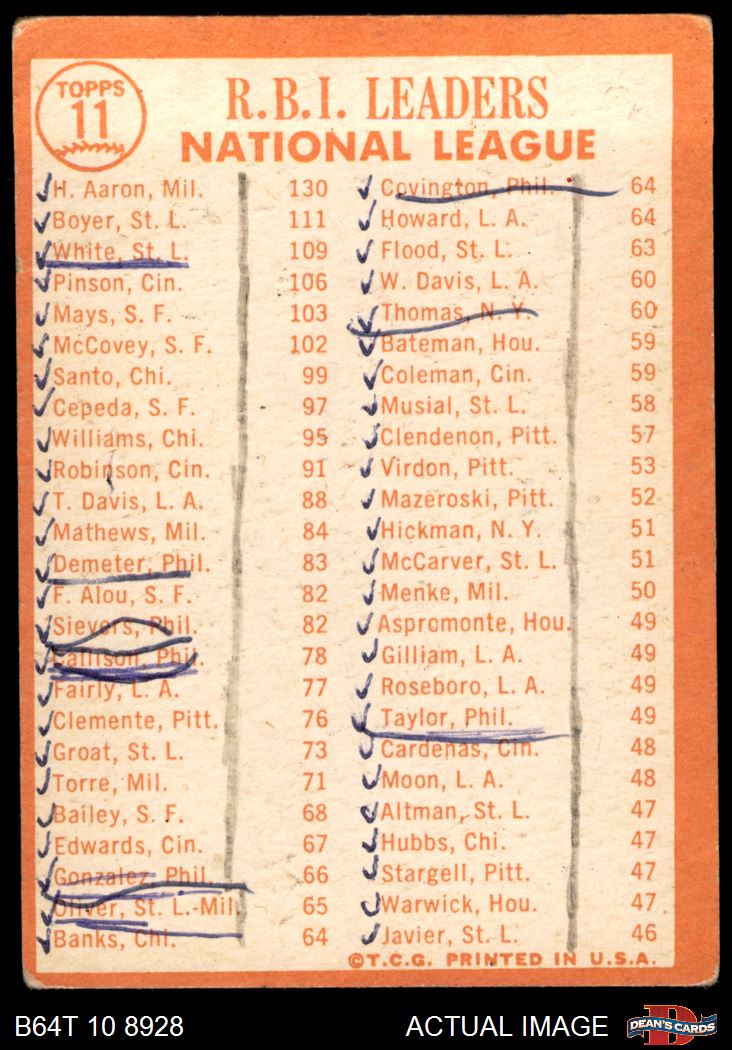 TOPPS
11
R.B.I. LEADERS
NATIONAL LEAGUE
H. Aaron, Mil. 130
Boyer, St. L. 111
White, St. L. 109
Pinson, Cin. 106
Mays, S. F. 103
McCovey, S. F. 102
Santo, Chi. 99
Cepeda, S. F. 97
Williams, Chi. 95
Robinson, Cin. 91
T. Davis, L. A. 88
Mathews, Mil. 84
Demeter, Phil. 83
F. Alou, S. F. 82
Sievers, Phil. 82
Callison, Phil. 78
Fairly, L. A. 77
Clemente, Pitt. 76
Groat, St. L. 73
Torre, Mil. 71
Bailey, S. F. 68
Edwards, Cin. 67
Gonzalez, Phil. 66
Oliver, St. L.-Mil. 65
Banks, Chi. 64
Covington, Phil. 64
Howard, L. A. 64
Flood, St. L. 63
W. Davis, L. A. 60
Thomas, N. Y. 60
Bateman, Hou. 59
Coleman, Cin. 59
Musial, St. L. 58
Clendenon, Pitt. 57
Virdon, Pitt. 53
Mazeroski, Pitt. 52
Hickman, N. Y. 51
McCarver, St. L. 51
Menke, Mil. 50
Aspromonte, Hou. 49
Gilliam, L. A. 49
Roseboro, L. A. 49
Taylor, Phil. 49
Cardenas, Cin. 48
Moon, L. A. 48
Altman, St. L. 47
Hubbs, Chi. 47
Stargell, Pitt. 47
Warwick, Hou. 47
Javier, St. L. 46
©T.C.G. PRINTED IN U.S.A.
B64T 10 8928 ACTUAL IMAGE
D
DEAN'S CARDS